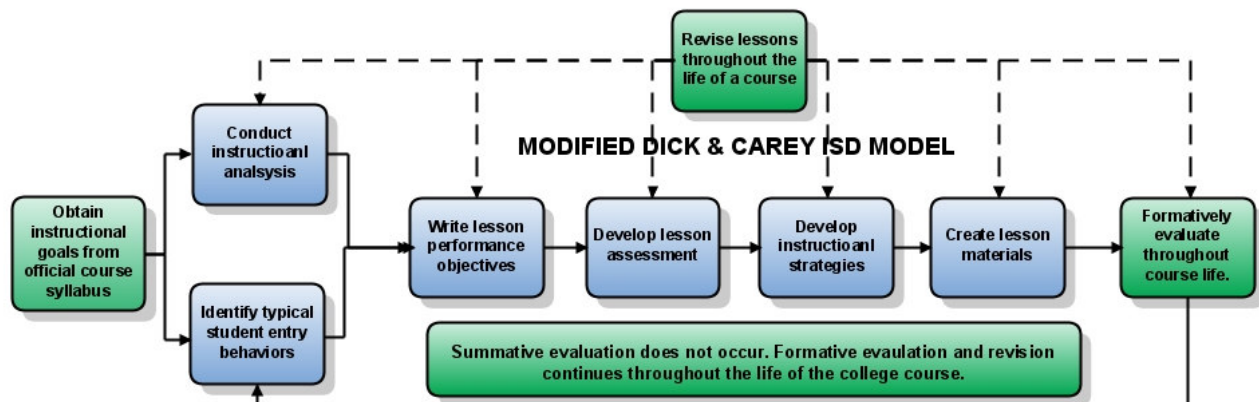 Revise lessons
throughout the
life of a course
MODIFIED DICK & CAREY ISD MODEL
Conduct
instructioanl
analsysis
Obtain
instructional
goals from
official course
syllabus
Identify typical
student entry
behaviors
Write lesson
performance
objectives
Develop lesson
assessment
Develop
instructioanl
strategies
Create lesson
materials
Formatively
evaluate
throughout
course life.
Summative evaluation does not occur. Formative evaulation and revision
continues throughout the life of the college course.